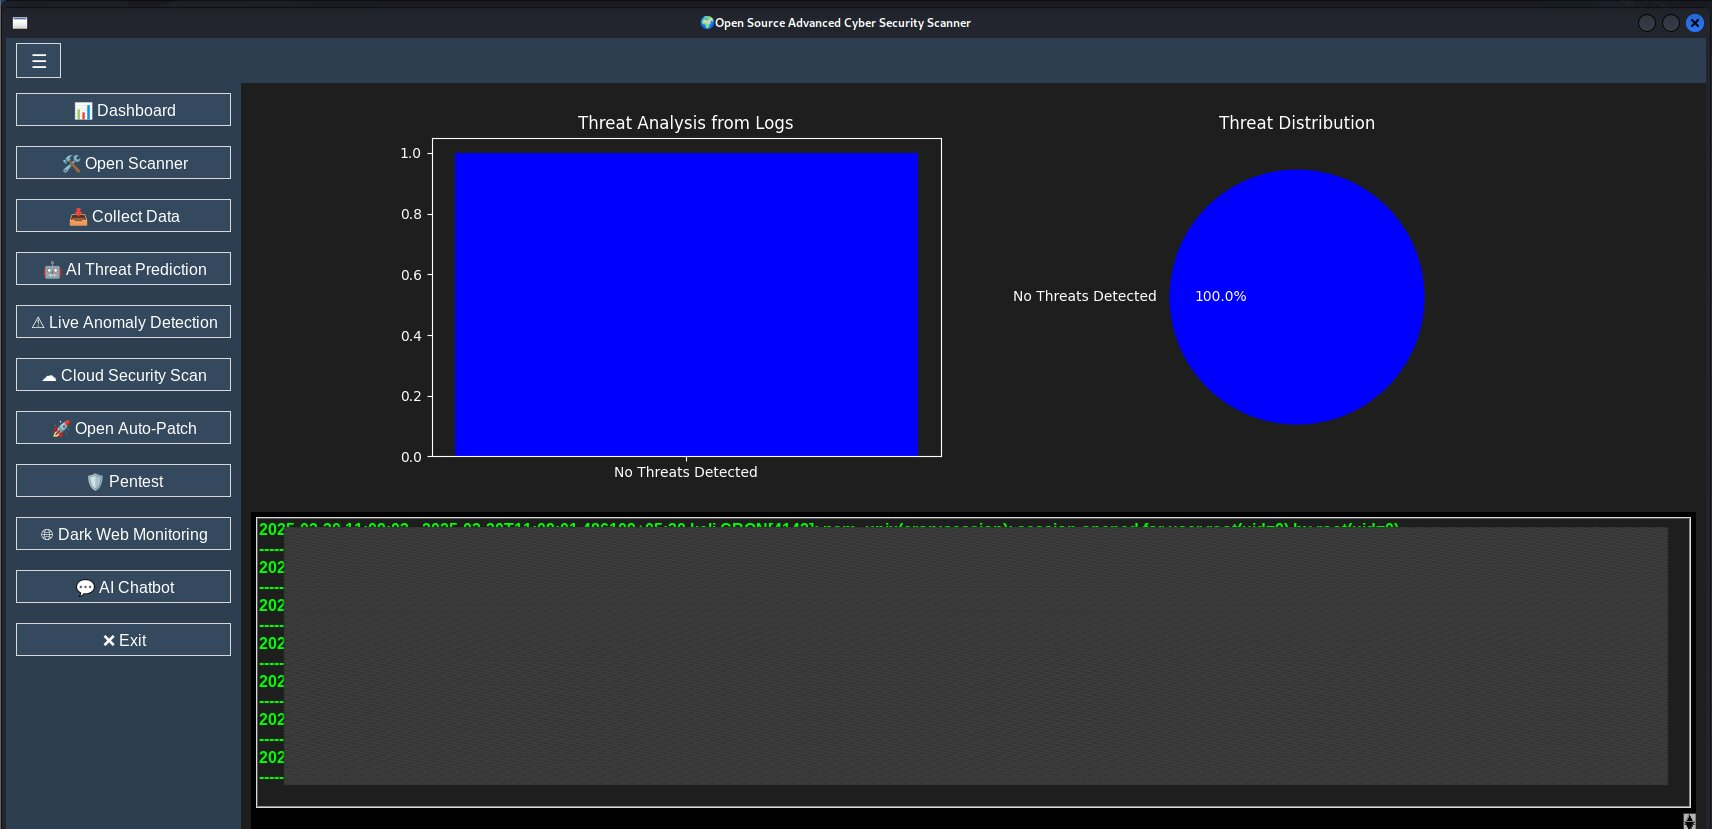 🌍Open Source Advanced Cyber Security Scanner
☰
📊 Dashboard
🛠 Open Scanner
📥 Collect Data
🤖 AI Threat Prediction
⚠ Live Anomaly Detection
☁ Cloud Security Scan
🚀 Open Auto-Patch
🛡 Pentest
🌐 Dark Web Monitoring
💬 AI Chatbot
❌ Exit
Threat Analysis from Logs
1.0
0.8
0.6
0.4
0.2
0.0
No Threats Detected
Threat Distribution
No Threats Detected
100.0%
-----
202
-----
202
-----
202
-----
202
-----
202
-----
202
-----